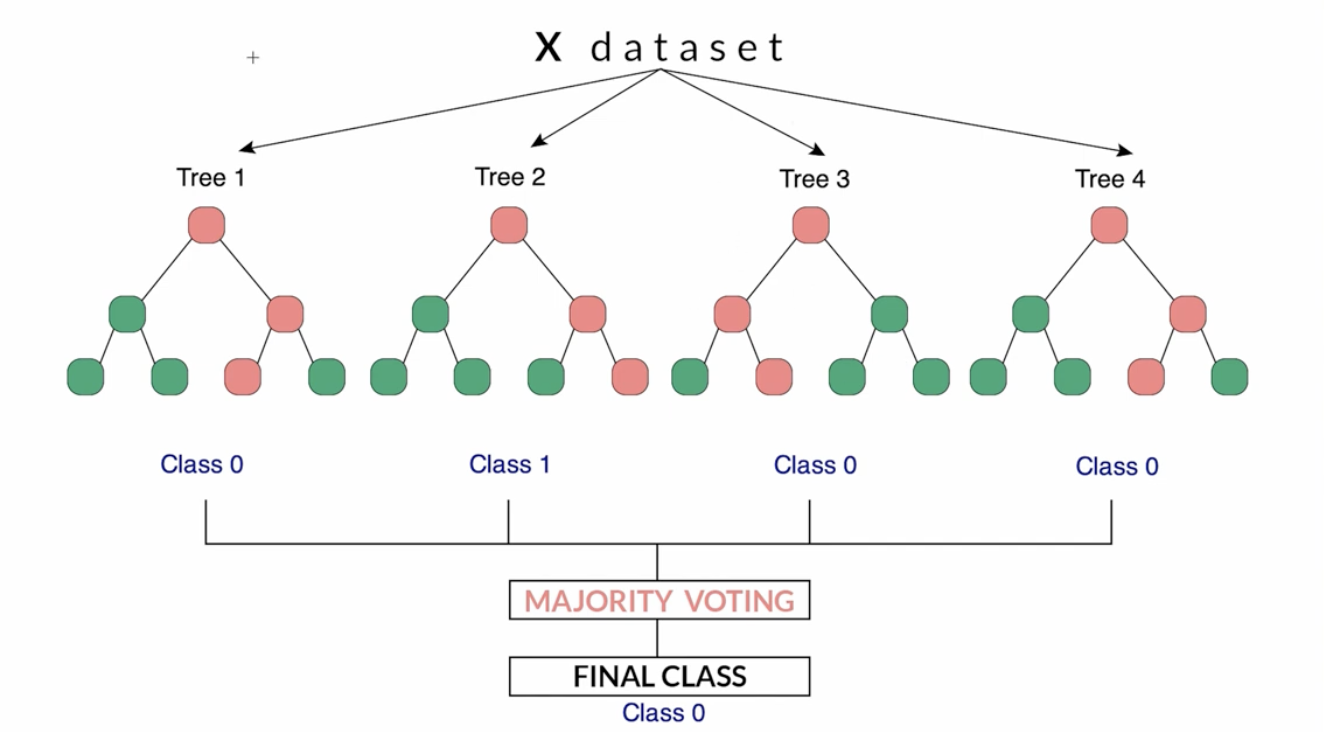 X dataset
Tree 1 Tree 2 Tree 3 Tree 4
Class 0 Class 1 Class 0 Class 0
MAJORITY VOTING
FINAL CLASS
Class 0